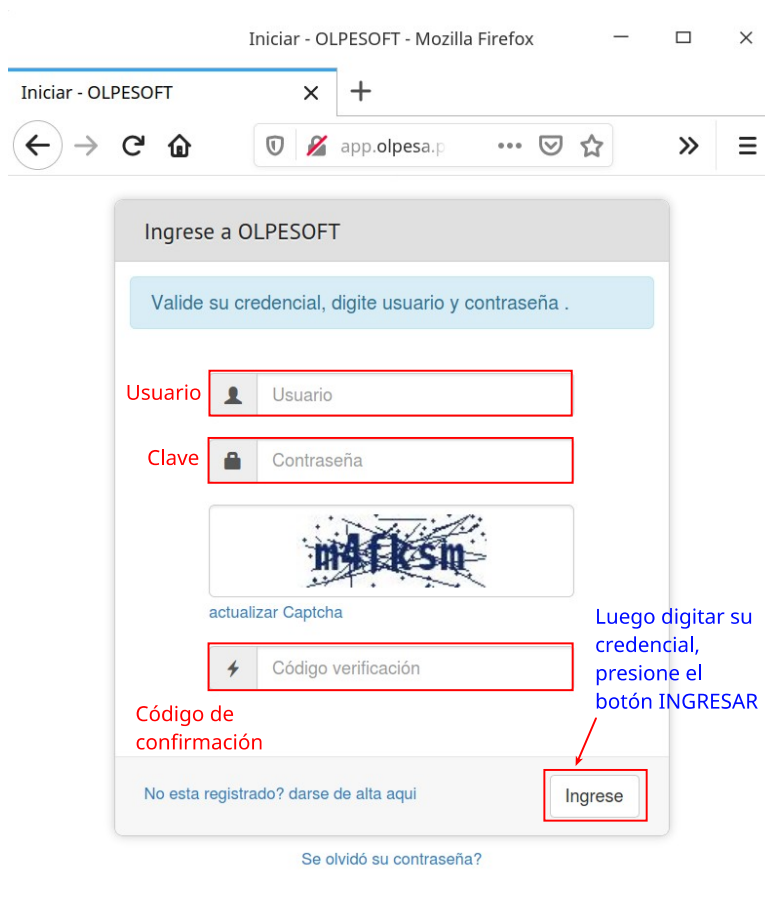 Iniciar - OLPESOFT - Mozilla Firefox
Iniciar - OLPESOFT
app.olpesa.p
Ingrese a OLPESOFT
Valide su credencial, digite usuario y contraseña .
Usuario
Usuario
Clave
Contraseña
m4fksm
actualizar Captcha
Código verificación
Código de
confirmación
Luego digitar su
credencial,
presione el
botón INGRESAR
No esta registrado? darse de alta aqui
Ingrese
Se olvidó su contraseña?